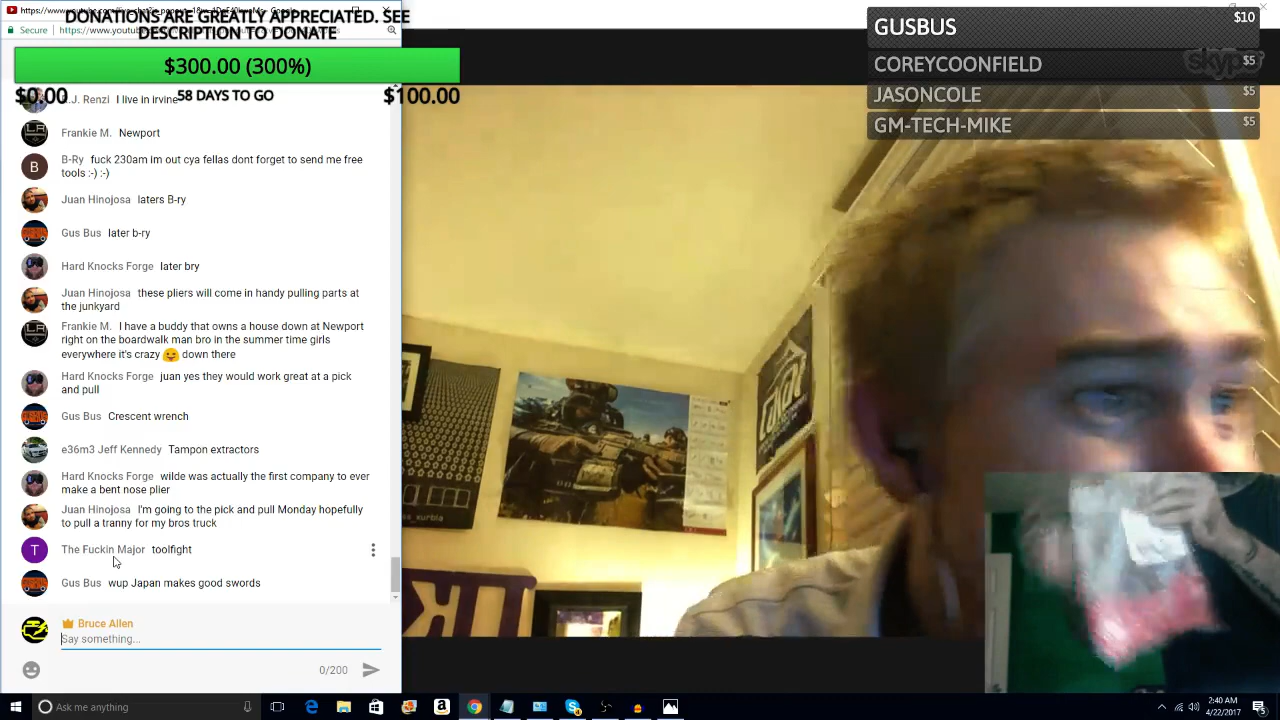 DONATIONS ARE GREATLY APPRECIATED. SEE
DESCRIPTION TO DONATE
Secure
$300.00 (300%)
$0.00
58 DAYS TO GO
$100.00
GUSBUS $10
COREYCOONFIELD $5
JASONCOLE $5
GM-TECH-MIKE $5
skype
J. Renzi I live in irvine
Frankie M. Newport
B-Ry fuck 230am im out cya fellas dont forget to send me free
tools :-) :-)
Juan Hinojosa laters B-ry
Gus Bus later b-ry
Hard Knocks Forge later bry
Juan Hinojosa these pliers will come in handy pulling parts at
the junkyard
Frankie M. I have a buddy that owns a house down at Newport
right on the boardwalk man bro in the summer time girls
everywhere it's crazy 😜 down there
Hard Knocks Forge juan yes they would work great at a pick
and pull
Gus Bus Crescent wrench
e36m3 Jeff Kennedy Tampon extractors
Hard Knocks Forge wilde was actually the first company to ever
make a bent nose plier
Juan Hinojosa I'm going to the pick and pull Monday hopefully
to pull a tranny for my bros truck
T The Fuckin Major toolfight
Gus Bus wup Japan makes good swords
Bruce Allen
Say something...
0/200
Ask me anything
2:40 AM
4/22/2017